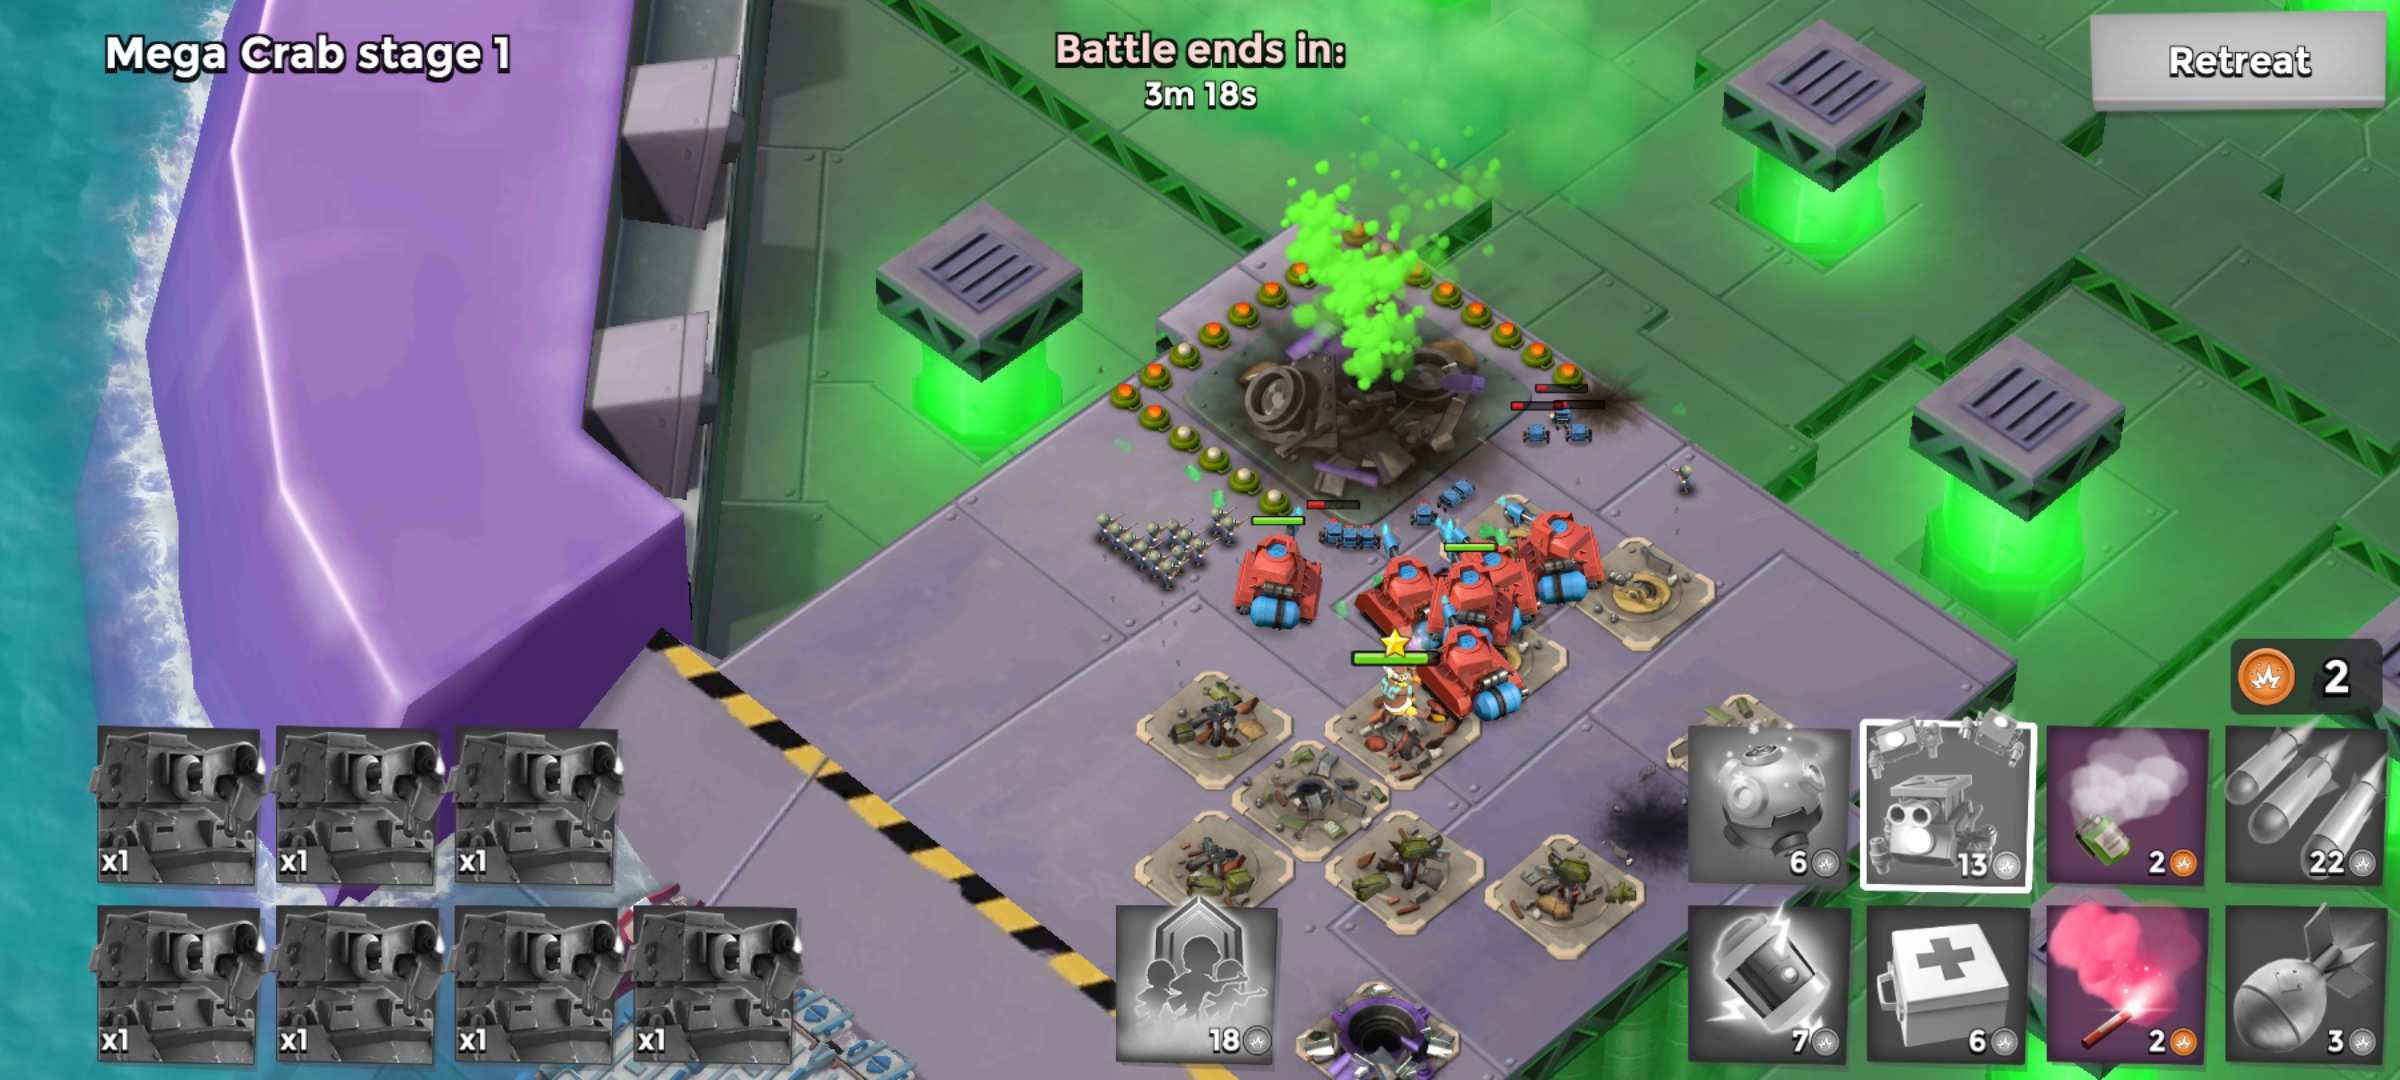 Mega Crab stage 1
Battle ends in:
3m 18s
Retreat
2
x1
x1
x1
6
13
2
22
x1
x1
x1
x1
18
7
6
2
3